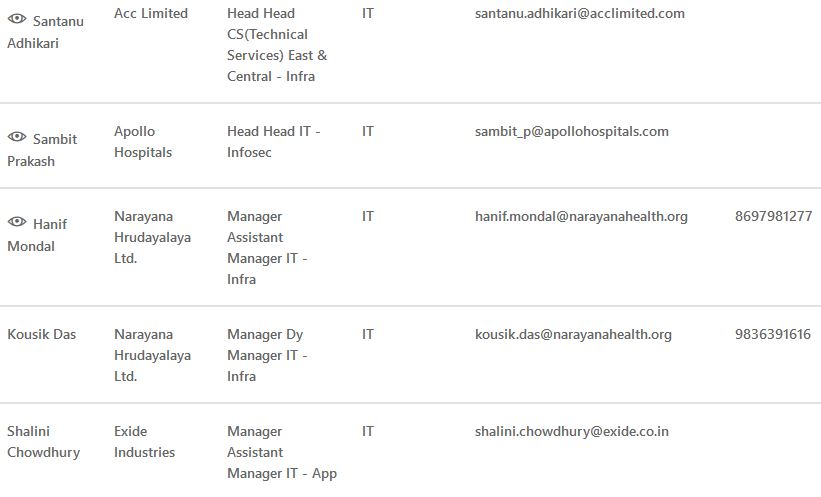 Santanu Adhikari
Acc Limited
Head Head CS(Technical Services) East & Central - Infra
IT
santanu.adhikari@acclimited.com
Sambit Prakash
Apollo Hospitals
Head Head IT - Infosec
IT
sambit_p@apollohospitals.com
Hanif Mondal
Narayana Hrudayalaya Ltd.
Manager Assistant Manager IT - Infra
IT
hanif.mondal@narayanahealth.org
8697981277
Kousik Das
Narayana Hrudayalaya Ltd.
Manager Dy Manager IT - Infra
IT
kousik.das@narayanahealth.org
9836391616
Shalini Chowdhury
Exide Industries
Manager Assistant Manager IT - App
IT
shalini.chowdhury@exide.co.in